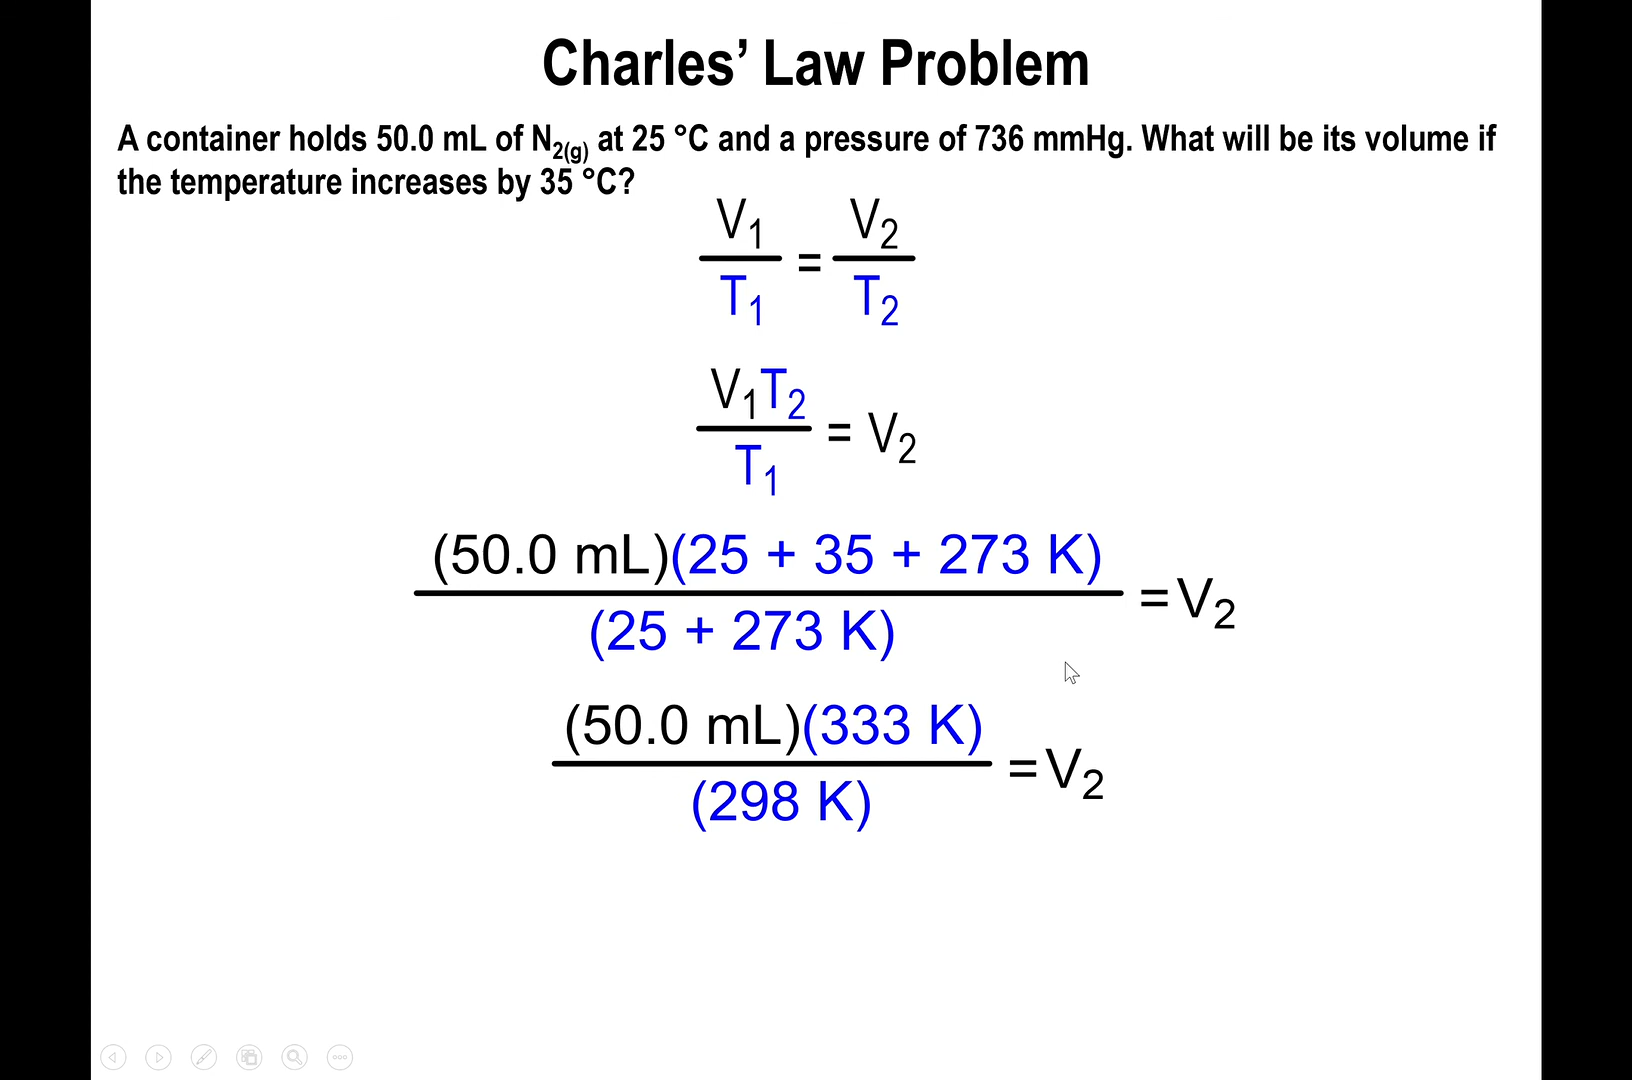 Charles’ Law Problem
A container holds 50.0 mL of N2(g) at 25 °C and a pressure of 736 mmHg. What will be its volume if
the temperature increases by 35 °C?
V1 V2
=
T1 T2
V1T2
= V2
T1
(50.0 mL)(25 + 35 + 273 K)
= V2
(25 + 273 K)
(50.0 mL)(333 K)
= V2
(298 K)